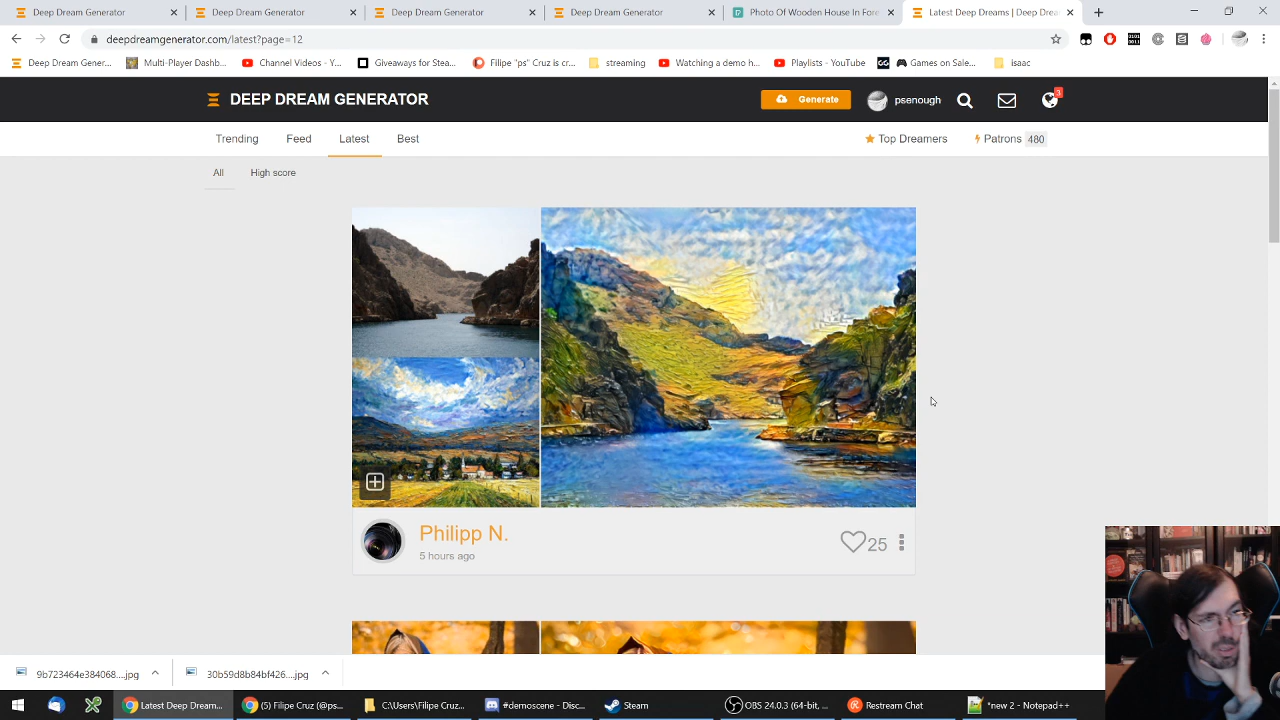 Deep Dream Generator
Deep Dream Generator
Deep Dream Generator
Deep Dream Generator
Photo Of Wooden House In Fore
Latest Deep Dreams | Deep Drea
deepdreamgenerator.com/latest?page=12
Deep Dream Gener...
Multi-Player Dashb...
Channel Videos - Y...
Giveaways for Stea...
Felipe "ps" Cruz is cr...
streaming
Watching a demo h...
Playlists - YouTube
GG
Games on Sale...
isaac
DEEP DREAM GENERATOR
Generate
psenough
3
Trending
Feed
Latest
Best
Top Dreamers
Patrons 480
All
High score
Philipp N.
5 hours ago
25
9b723464e384068....jpg
30b59d8b84bf426....jpg
Latest Deep Dream...
(5) Filipe Cruz (@ps...
C:\Users\Filipe Cruz...
#demoscene - Disc...
Steam
OBS 24.0.3 (64-bit, ...
Restream Chat
*new 2 - Notepad++